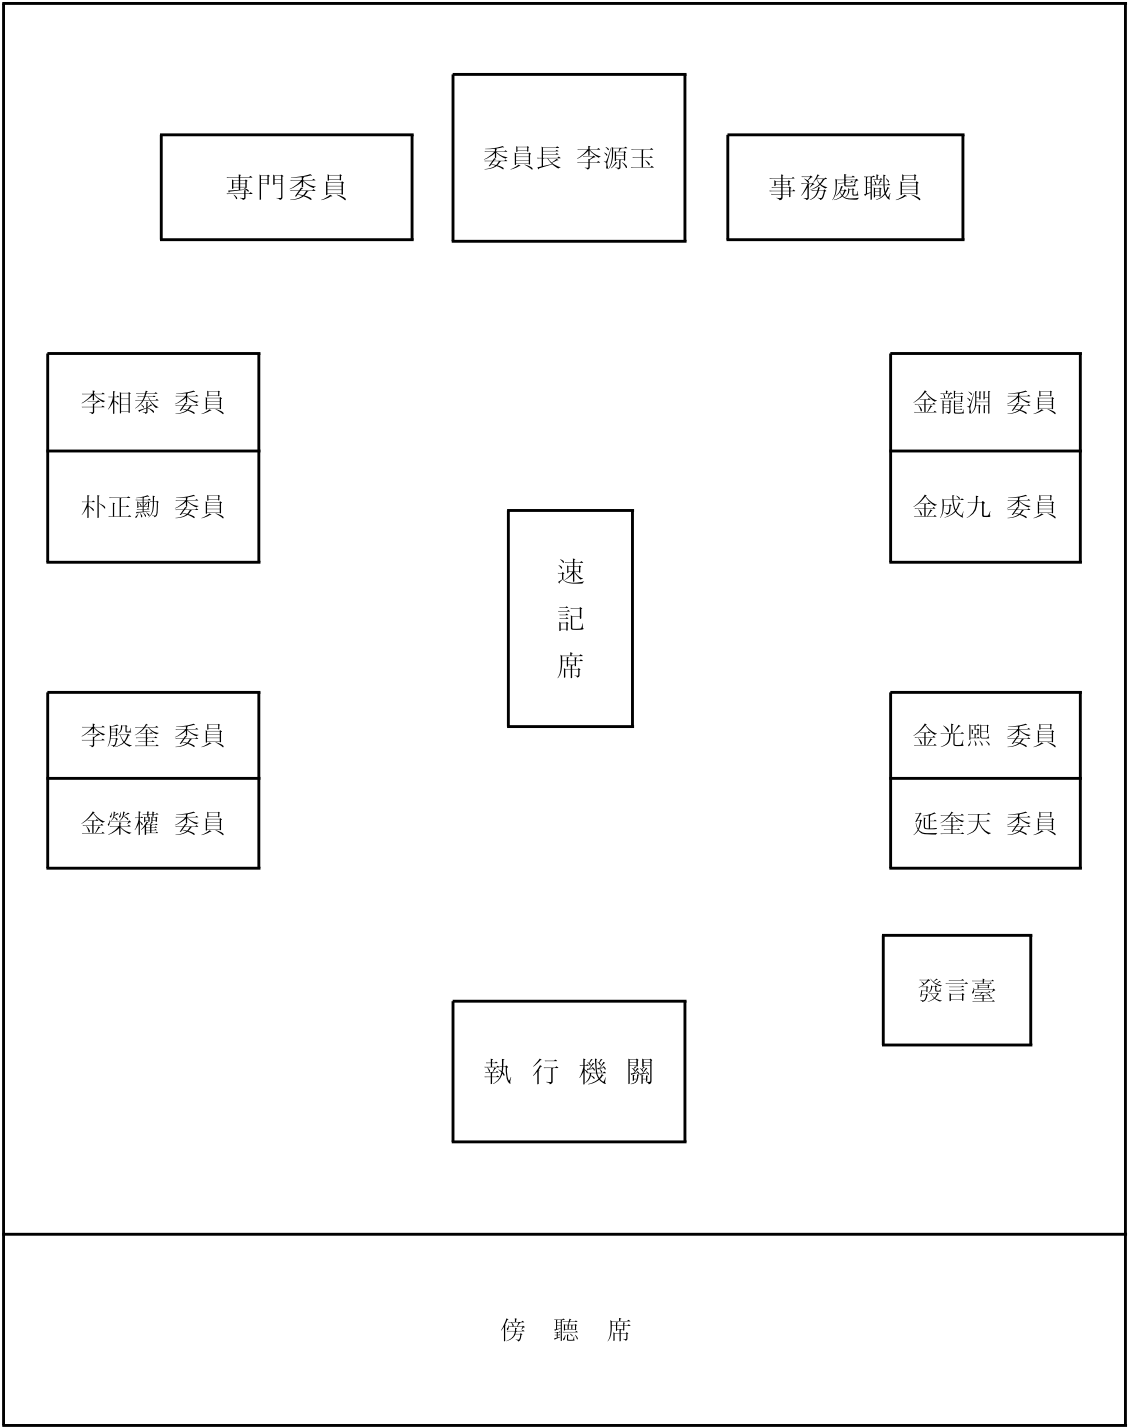 委員長 李源玉
專門委員
事務處職員
李相泰 委員
金龍淵 委員
朴正勳 委員
金成九 委員
速
記
席
李殷奎 委員
金光熙 委員
金榮權 委員
延奎天 委員
發言臺
執 行 機 關
傍 聽 席